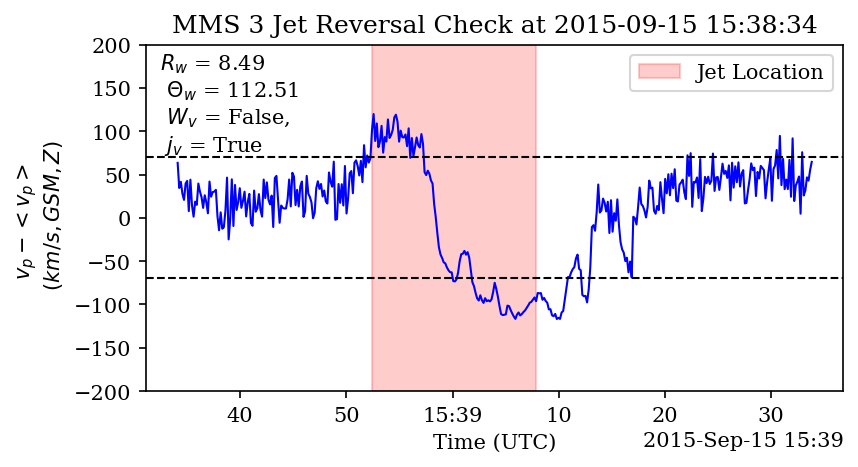 MMS 3 Jet Reversal Check at 2015-09-15 15:38:34
R_w = 8.49
Θ_w = 112.51
W_v = False,
j_v = True
Jet Location
200
150
100
50
0
−50
−100
−150
−200
v_p − < v_p >
(km/s, GSM, Z)
40 50 15:39 10 20 30
Time (UTC)
2015-Sep-15 15:39